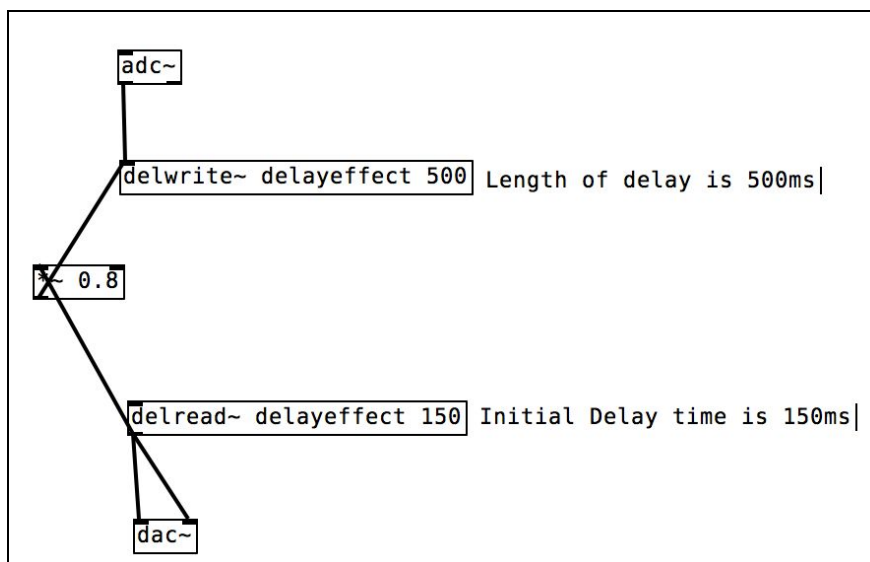 adc~
delwrite~ delayeffect 500 Length of delay is 500ms
*~ 0.8
delread~ delayeffect 150 Initial Delay time is 150ms
dac~